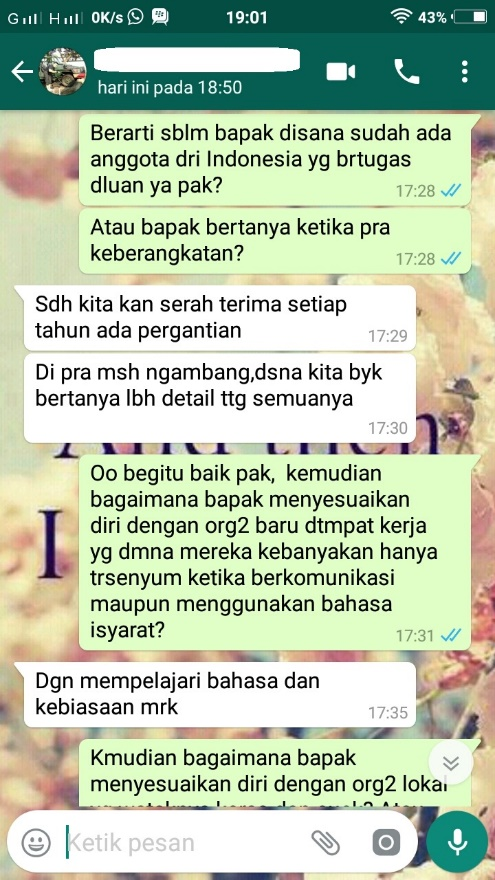 G H 0K/s 19:01 43%
hari ini pada 18:50
Berarti sblm bapak disana sudah ada
anggota dri Indonesia yg brtugas
dluan ya pak?
17:28
Atau bapak bertanya ketika pra
keberangkatan?
17:28
Sdh kita kan serah terima setiap
tahun ada pergantian
17:29
Di pra msh ngambang,dsna kita byk
bertanya lbh detail ttg semuanya
17:30
I
Oo begitu baik pak, kemudian
bagaimana bapak menyesuaikan
diri dengan org2 baru dtmpat kerja
yg dmna mereka kebanyakan hanya
trsenyum ketika berkomunikasi
maupun menggunakan bahasa
isyarat?
17:31
Dgn mempelajari bahasa dan
kebiasaan mrk
17:35
Kmudian bagaimana bapak
menyesuaikan diri dengan org2 lokal
Ketik pesan